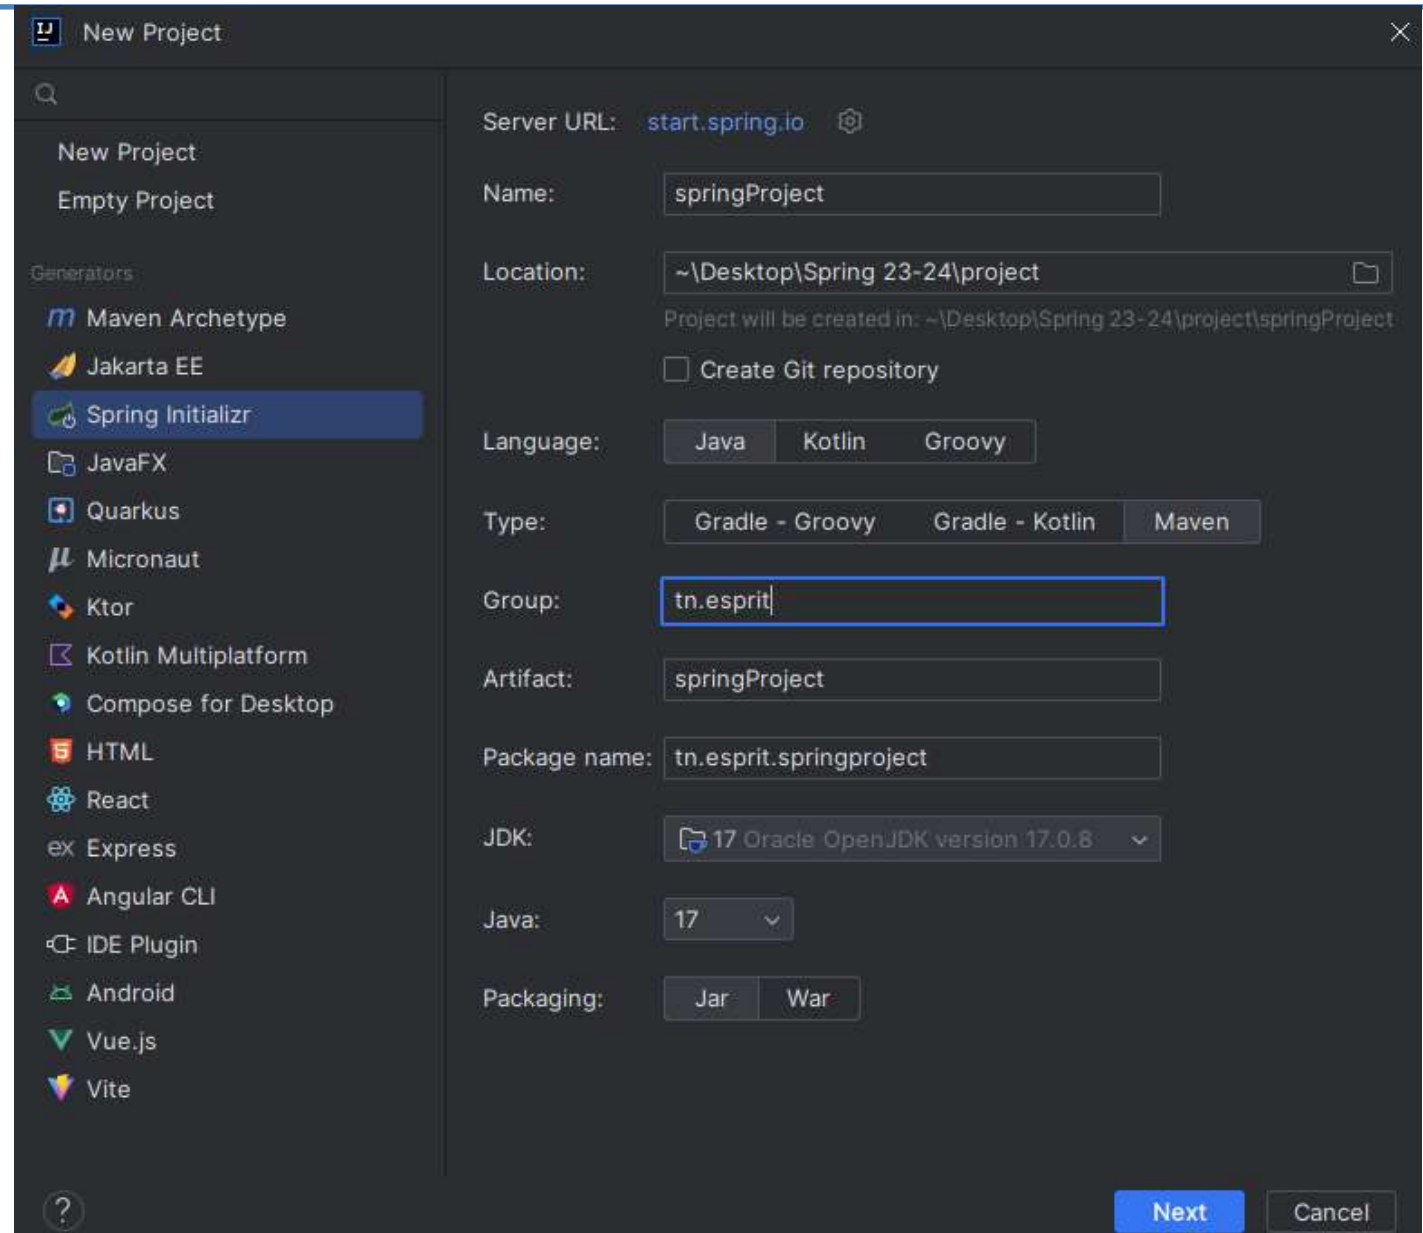 New Project
New Project
Empty Project
Generators
Maven Archetype
Jakarta EE
Spring Initializr
JavaFX
Quarkus
Micronaut
Ktor
Kotlin Multiplatform
Compose for Desktop
HTML
React
ex Express
Angular CLI
IDE Plugin
Android
Vue.js
Vite
Server URL: start.spring.io
Name: springProject
Location: ~\Desktop\Spring 23-24\project
Project will be created in: ~\Desktop\Spring 23-24\project\springProject
Create Git repository
Language: Java Kotlin Groovy
Type: Gradle - Groovy Gradle - Kotlin Maven
Group: tn.esprit
Artifact: springProject
Package name: tn.esprit.springproject
JDK: 17 Oracle OpenJDK version 17.0.8
Java: 17
Packaging: Jar War
? Next Cancel